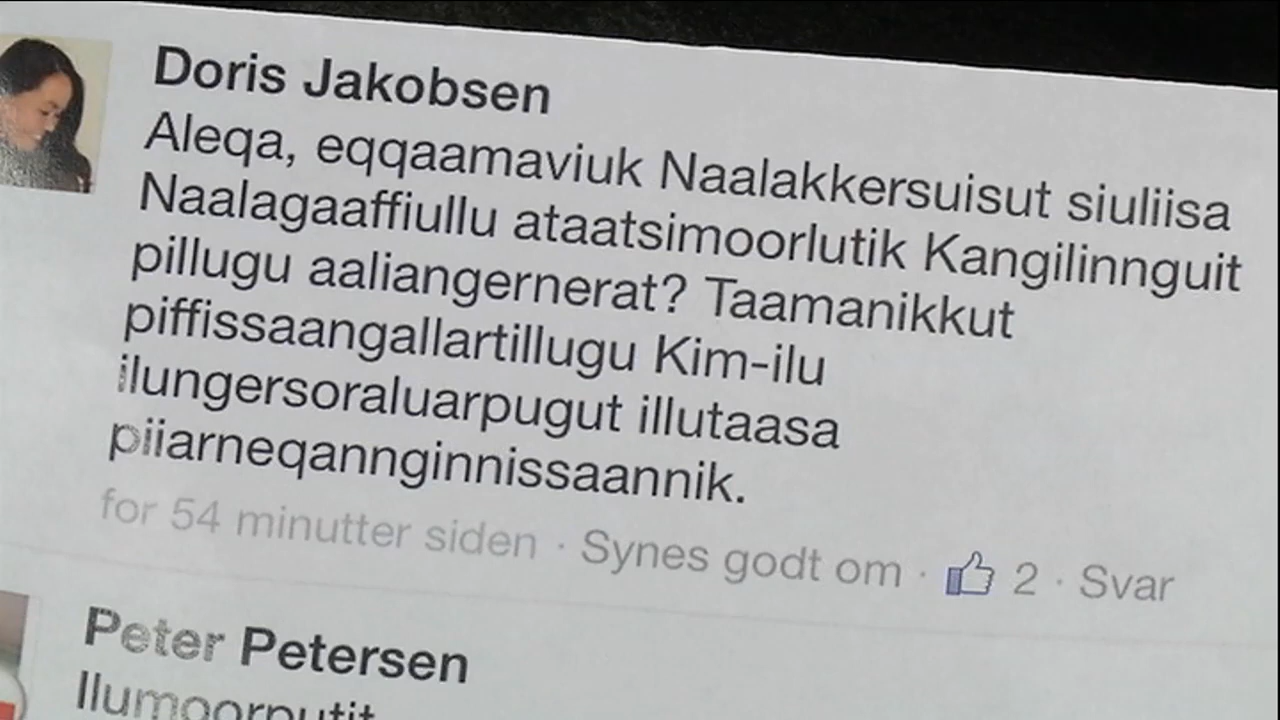 Doris Jakobsen
Aleqa, eqqaamaviuk Naalakkersuisut siuliisa
Naalagaaffiullu ataatsimoorlutik Kangilinnguit
pillugu aaliangernerat? Taamanikkut
piffissaangallartillugu Kim-ilu
ilungersoraluarpugut illutaasa
piiarneqannginnissaannik.
for 54 minutter siden · Synes godt om · 2 · Svar
Peter Petersen
Ilumoorputit